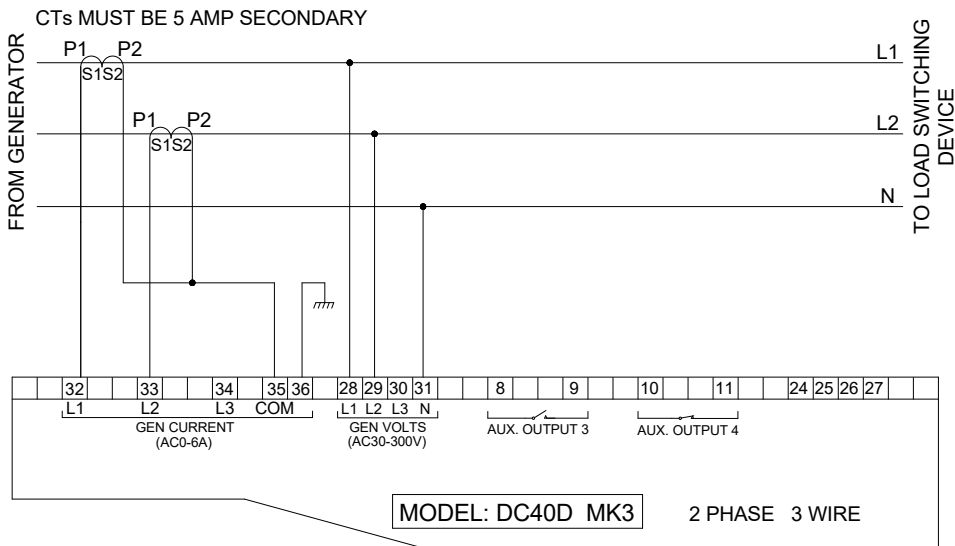 CTs MUST BE 5 AMP SECONDARY
FROM GENERATOR
P1 P2
S1S2
L1
P1 P2
S1S2
L2
N
TO LOAD SWITCHING
DEVICE
32 33 34 35 36 28 29 30 31 8 9 10 11 24 25 26 27
L1 L2 L3 COM L1 L2 L3 N
GEN CURRENT
(AC0-6A)
GEN VOLTS
(AC30-300V)
AUX. OUTPUT 3
AUX. OUTPUT 4
MODEL: DC40D MK3
2 PHASE 3 WIRE